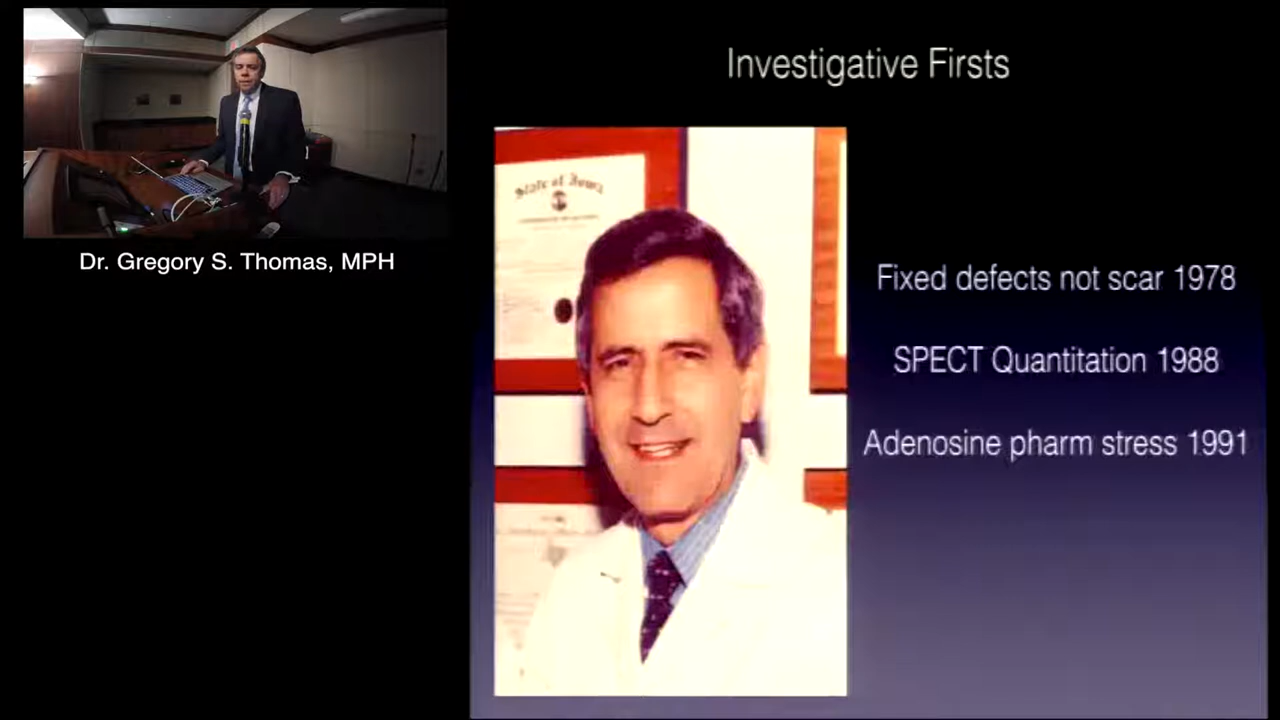 Investigative Firsts
State of Iowa
Dr. Gregory S. Thomas, MPH
Fixed defects not scar 1978
SPECT Quantitation 1988
Adenosine pharm stress 1991